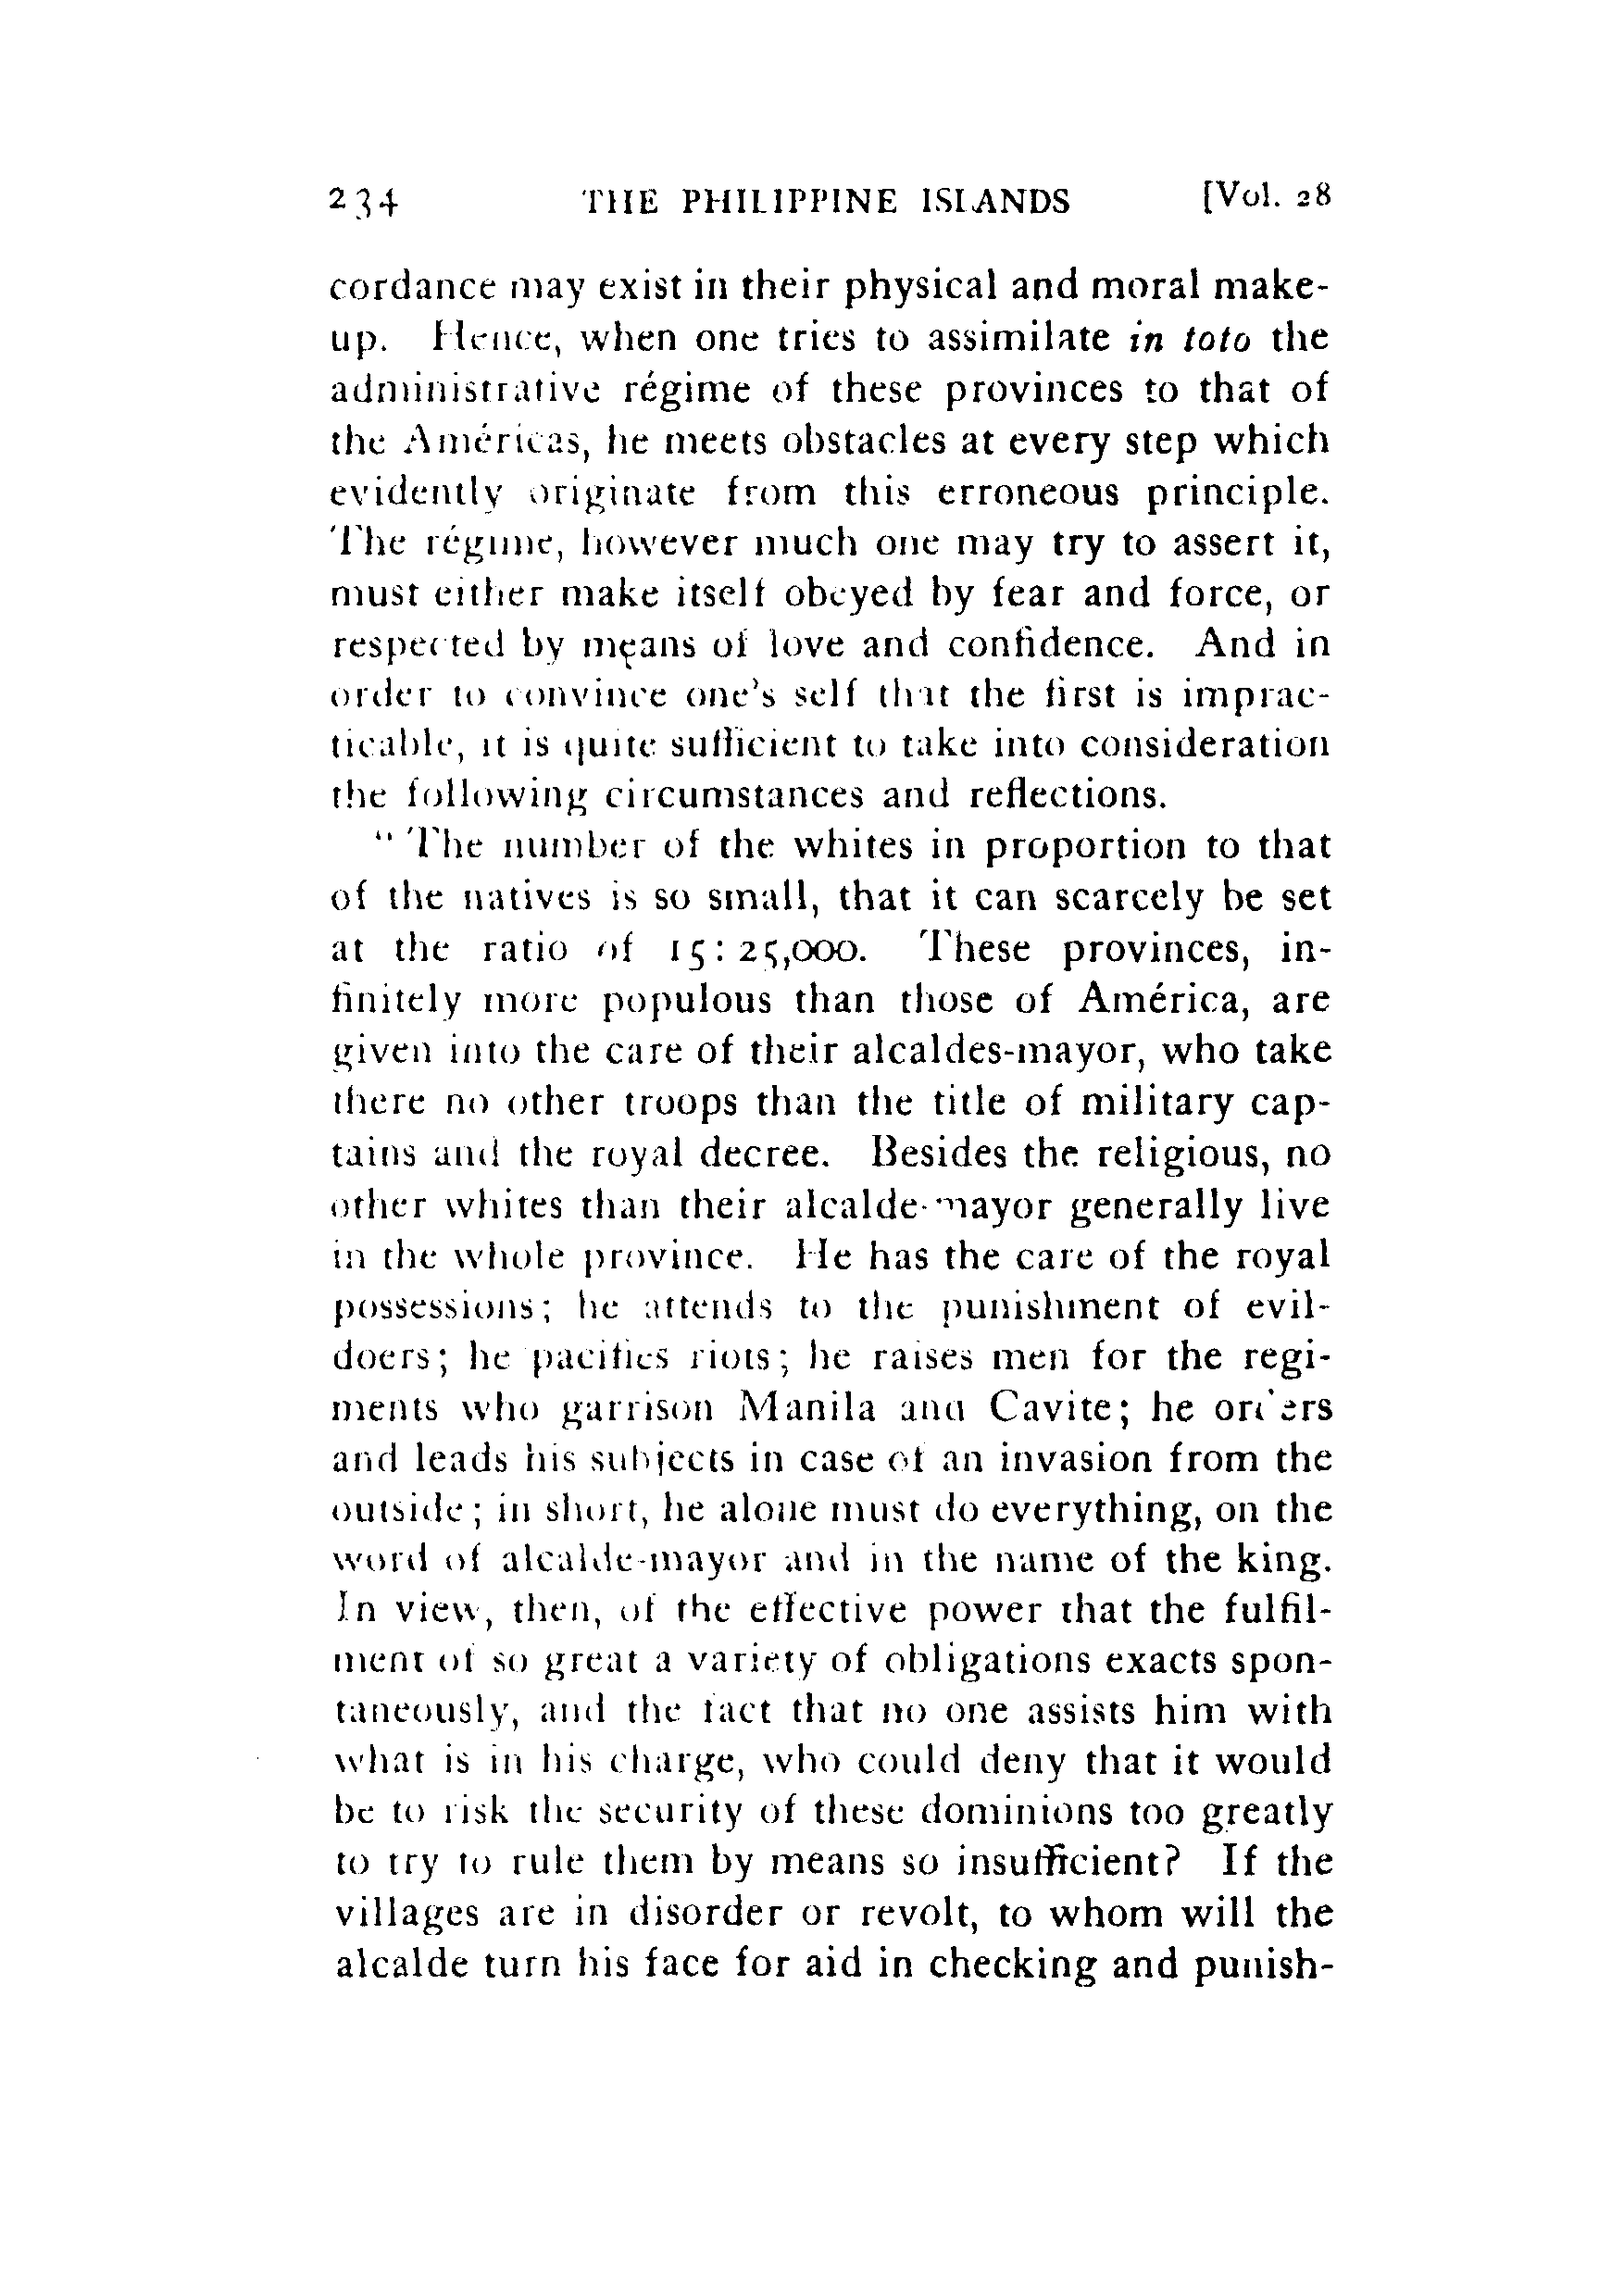 234 THE PHILIPPINE ISLANDS [Vol. 28
cordance may exist in their physical and moral make-
up. Hence, when one tries to assimilate in toto the
administrative régime of these provinces to that of
the Américas, he meets obstacles at every step which
evidently originate from this erroneous principle.
The régime, however much one may try to assert it,
must either make itself obeyed by fear and force, or
respected by means of love and confidence. And in
order to convince one's self that the first is imprac-
ticable, it is quite sufficient to take into consideration
the following circumstances and reflections.
" The number of the whites in proportion to that
of the natives is so small, that it can scarcely be set
at the ratio of 15: 25,000. These provinces, in-
finitely more populous than those of América, are
given into the care of their alcaldes-mayor, who take
there no other troops than the title of military cap-
tains and the royal decree. Besides the religious, no
other whites than their alcalde-mayor generally live
in the whole province. He has the care of the royal
possessions; he attends to the punishment of evil-
doers; he pacifies riots; he raises men for the regi-
ments who garrison Manila and Cavite; he orders
and leads his subjects in case of an invasion from the
outside; in short, he alone must do everything, on the
word of alcalde-mayor and in the name of the king.
In view, then, of the effective power that the fulfil-
ment of so great a variety of obligations exacts spon-
taneously, and the fact that no one assists him with
what is in his charge, who could deny that it would
be to risk the security of these dominions too greatly
to try to rule them by means so insufficient? If the
villages are in disorder or revolt, to whom will the
alcalde turn his face for aid in checking and punish-